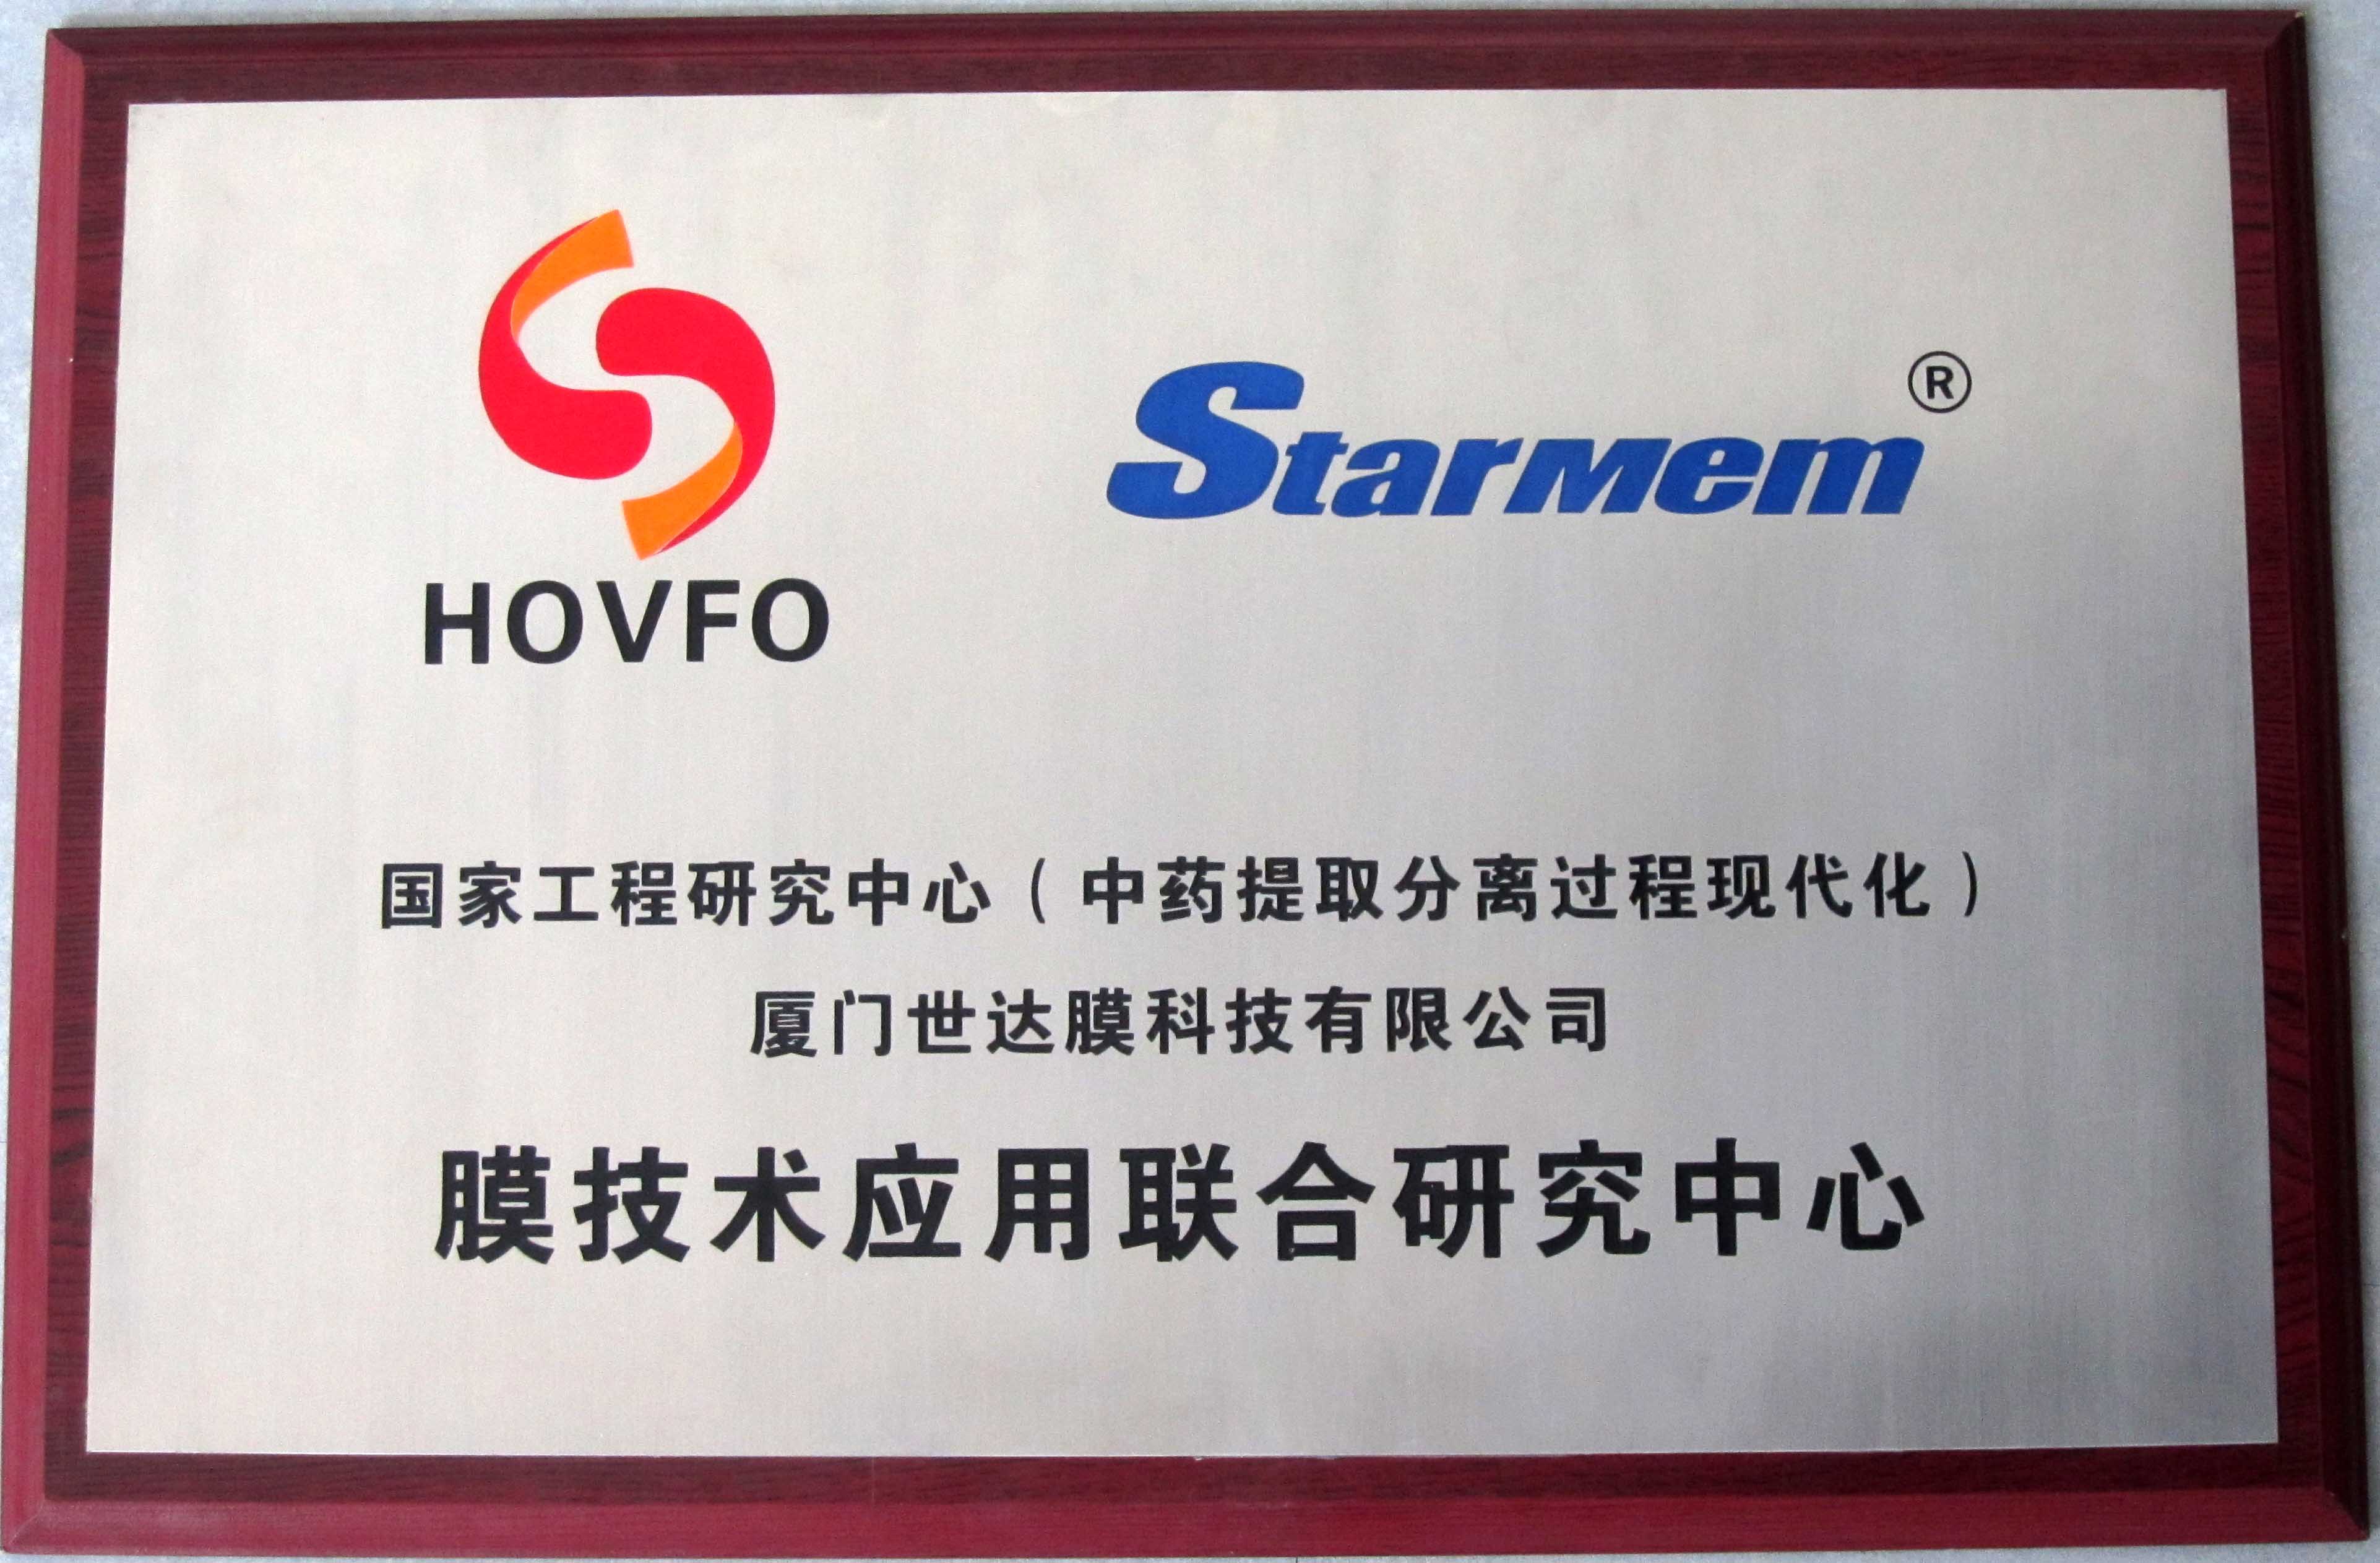 HOVFO
Starmem®
国家工程研究中心（中药提取分离过程现代化）
厦门世达膜科技有限公司
膜技术应用联合研究中心